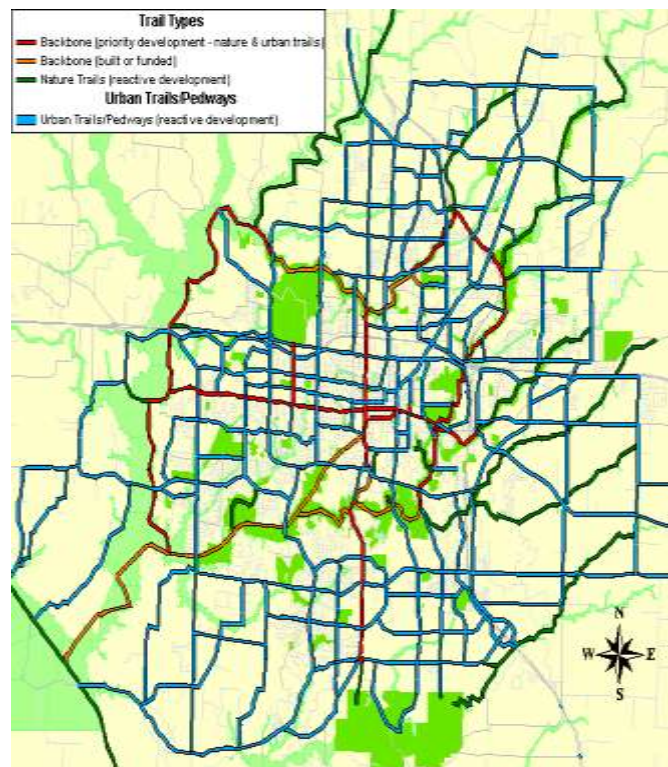 Trail Types
Backbone (priority development - nature & urban trails)
Backbone (built or funded)
Nature Trails (reactive development)
Urban Trails/Pedways
Urban Trails/Pedways (reactive development)
N
W E
S